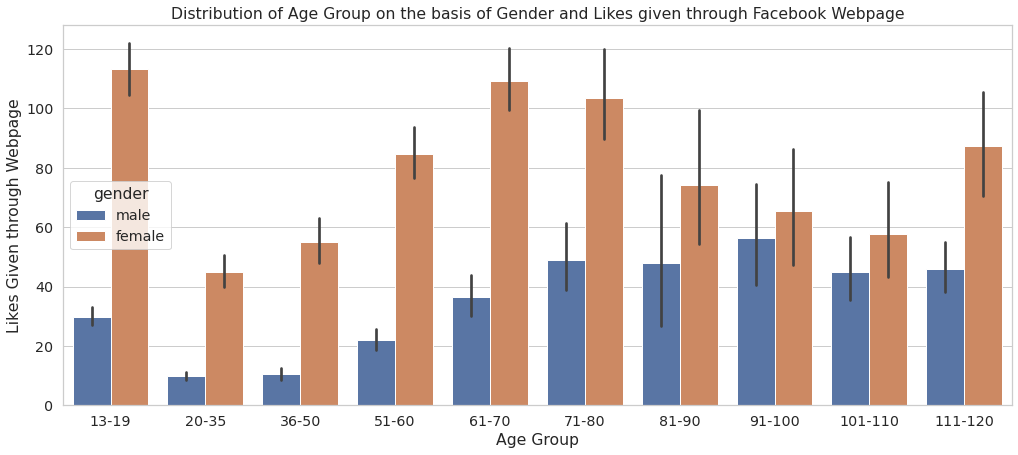 Distribution of Age Group on the basis of Gender and Likes given through Facebook Webpage
Likes Given through Webpage
120
100
80
60
40
20
0
gender
male
female
13-19 20-35 36-50 51-60 61-70 71-80 81-90 91-100 101-110 111-120
Age Group